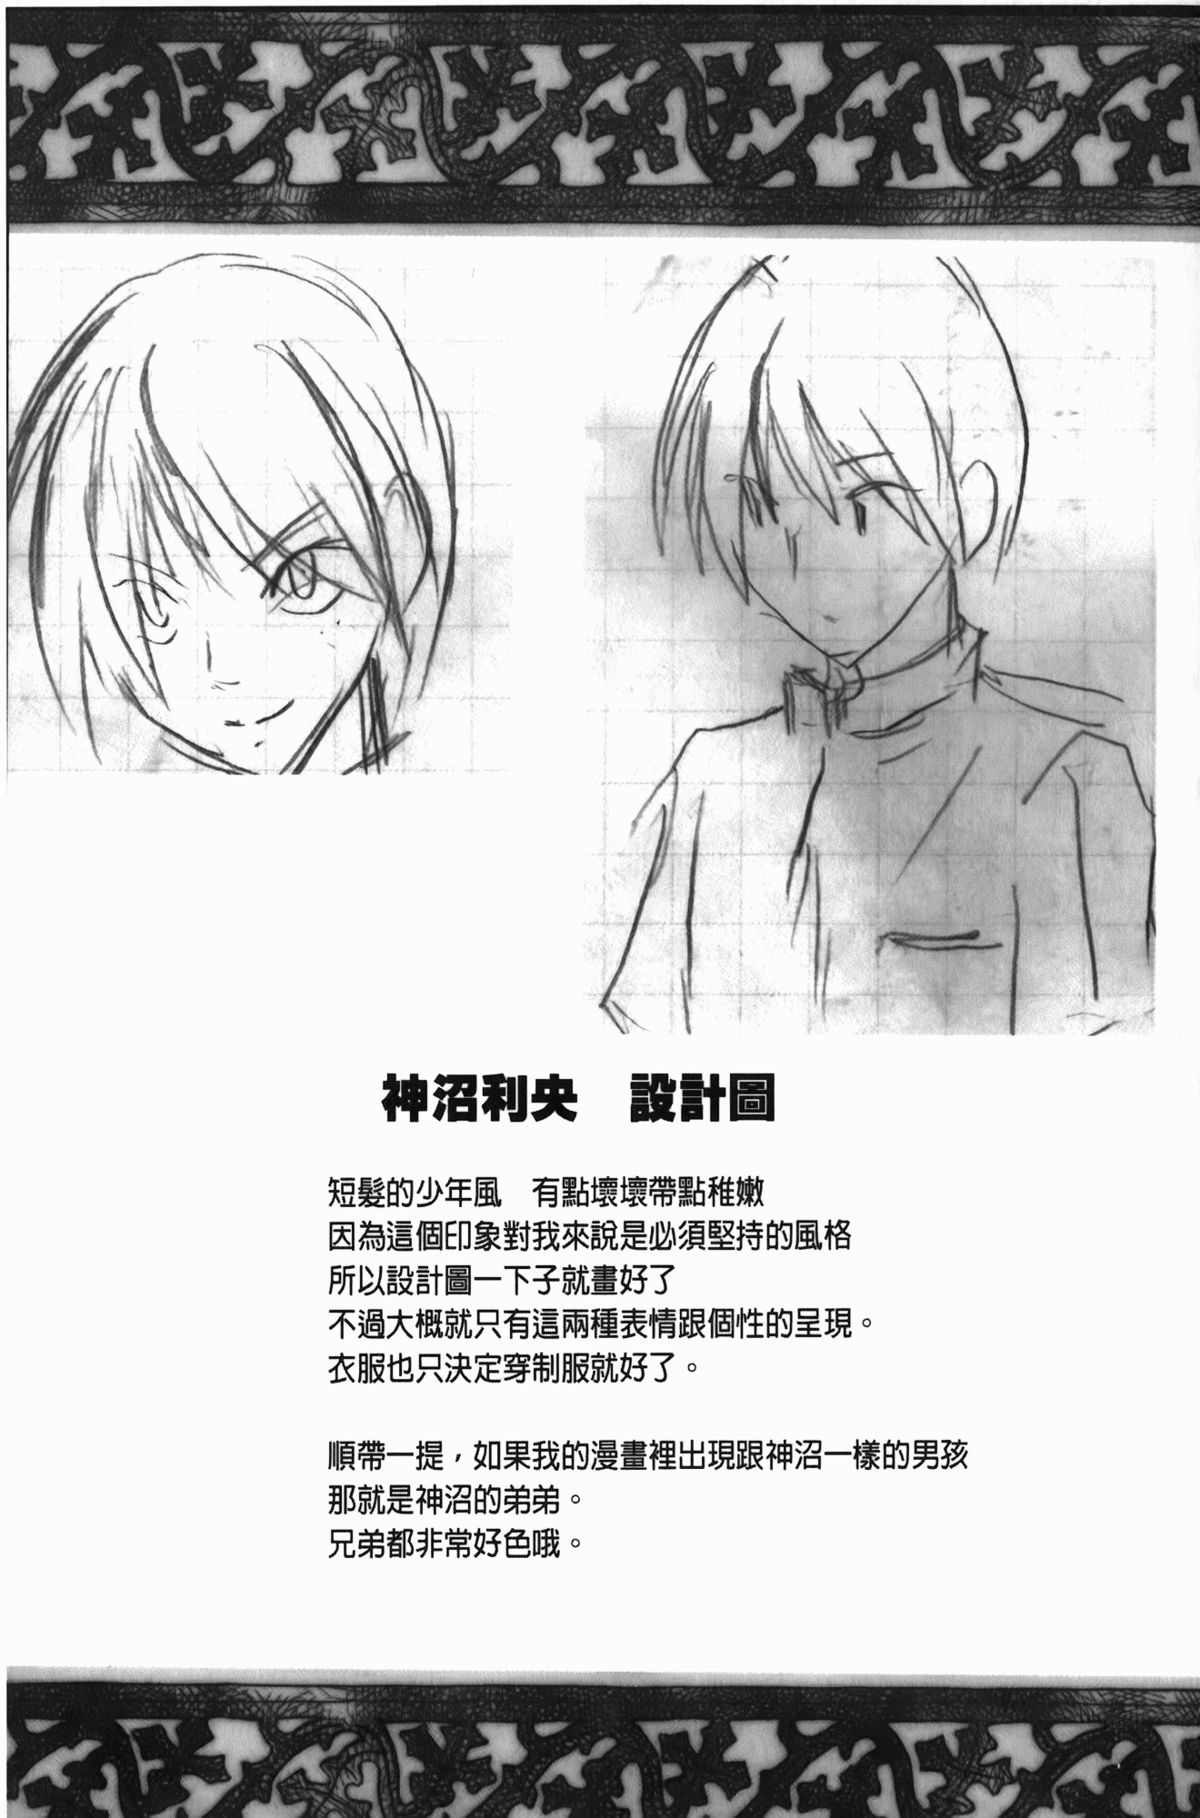 神沼利央　設計圖
短髮的少年風　有點壞壞帶點稚嫩
因為這個印象對我來說是必須堅持的風格
所以設計圖一下子就畫好了
不過大概就只有這兩種表情跟個性的呈現。
衣服也只決定穿制服就好了。
順帶一提，如果我的漫畫裡出現跟神沼一樣的男孩
那就是神沼的弟弟。
兄弟都非常好色哦。